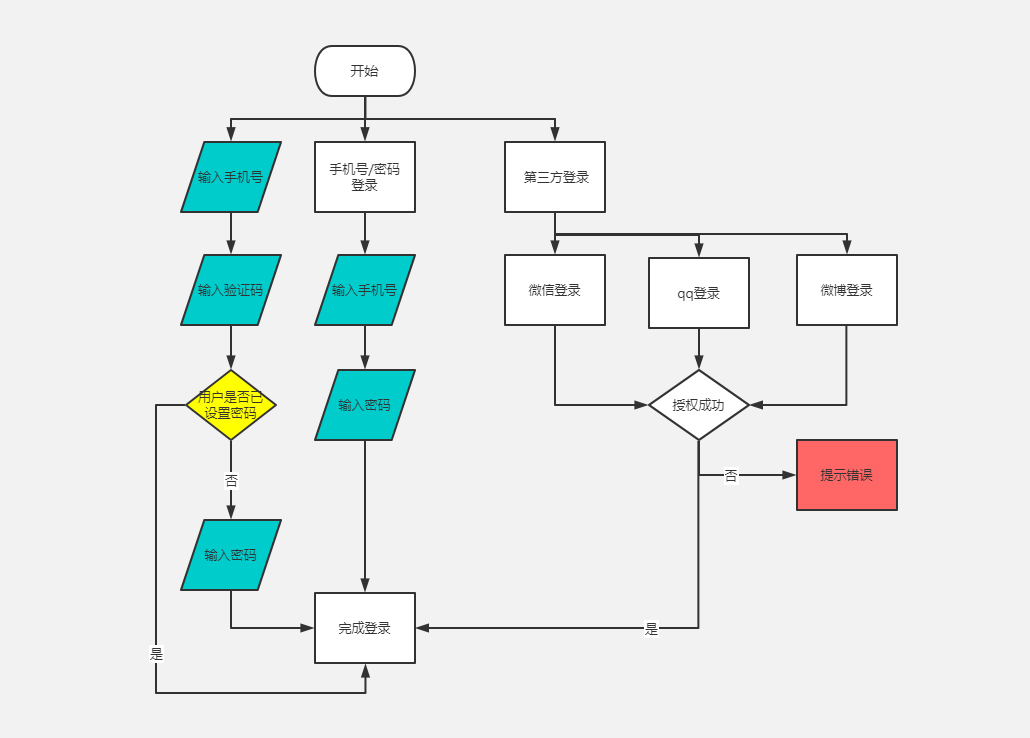 开始
输入手机号
手机号/密码
登录
第三方登录
输入验证码
输入手机号
微信登录
qq登录
微博登录
用户是否已
设置密码
输入密码
授权成功
否
否
提示错误
输入密码
完成登录
是
是